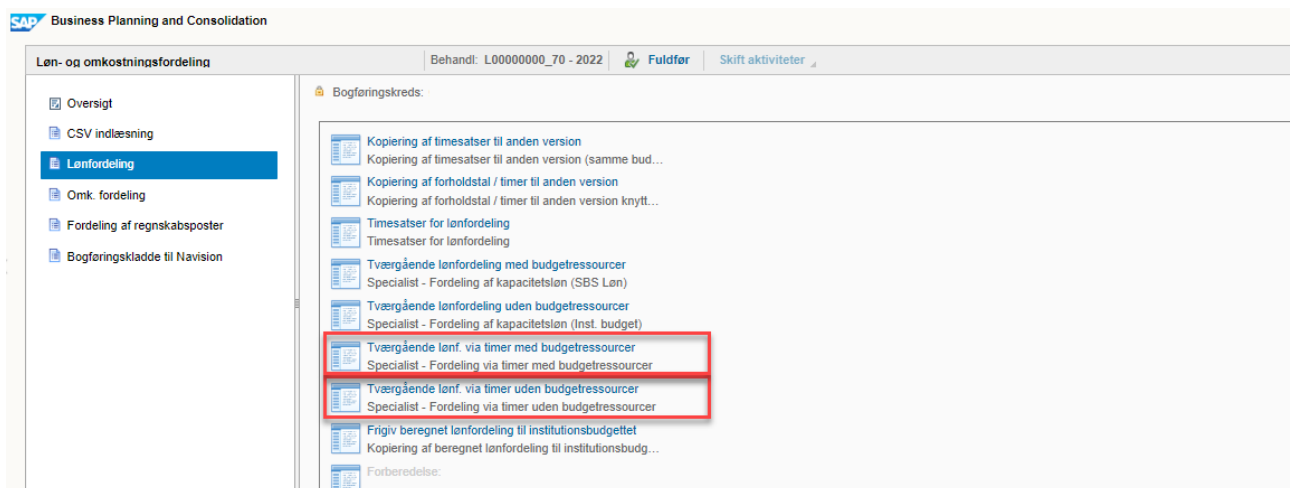 SAP Business Planning and Consolidation
Løn- og omkostningsfordeling
Behandl: L00000000_70 - 2022
Fuldfør
Skift aktiviteter
Oversigt
CSV indlæsning
Lønfordeling
Omk. fordeling
Fordeling af regnskabsposter
Bogføringskladde til Navision
Bogføringskreds:
Kopiering af timesatser til anden version
Kopiering af timesatser til anden version (samme bud...
Kopiering af forholdstal / timer til anden version
Kopiering af forholdstal / timer til anden version knytt...
Timesatser for lønfordeling
Timesatser for lønfordeling
Tværgående lønfordeling med budgetressourcer
Specialist - Fordeling af kapacitetsløn (SBS Løn)
Tværgående lønfordeling uden budgetressourcer
Specialist - Fordeling af kapacitetsløn (Inst. budget)
Tværgående lønf. via timer med budgetressourcer
Specialist - Fordeling via timer med budgetressourcer
Tværgående lønf. via timer uden budgetressourcer
Specialist - Fordeling via timer uden budgetressourcer
Frigiv beregnet lønfordeling til institutionsbudgettet
Kopiering af beregnet lønfordeling til institutionsbudg...
Forberedelse: